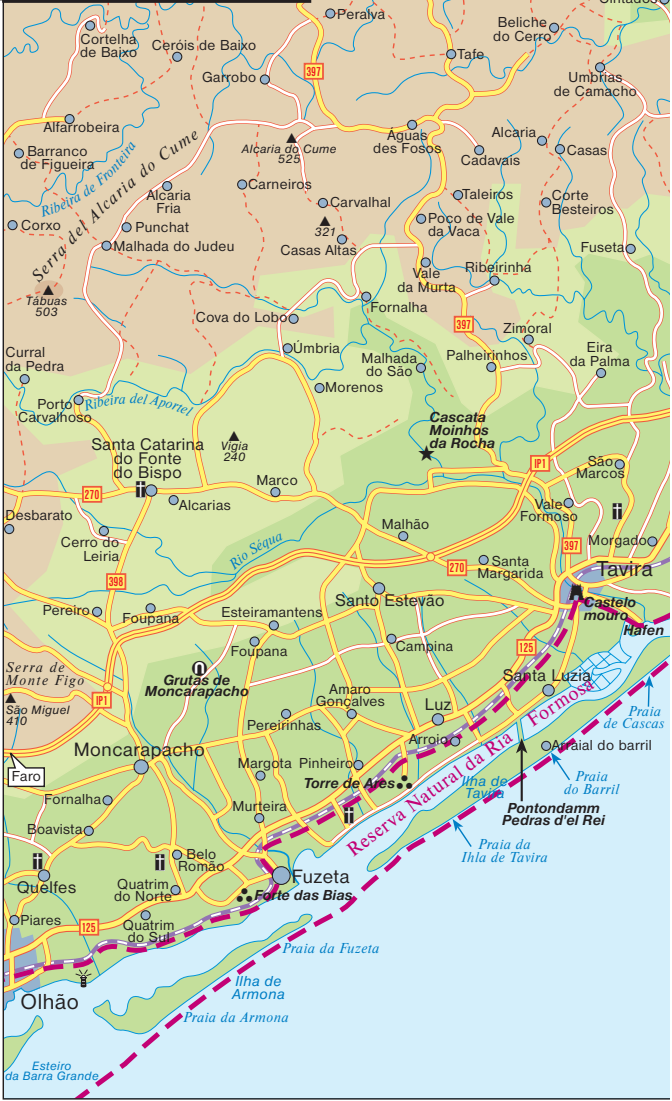 Peralva
Cortelha
de Baixo
Ceróis de Baixo
Beliche
do Cerro
Tafe
Garrobo
397
Umbrias
de Camacho
Alfarrobeira
Barranco
de Figueira
Ribeira de Fronteira
Serra del Alcaria do Cume
Alcaria do Cume
525
Águas
dos Fosos
Alcaria
Casas
Cadavais
Alcaria
Fria
Carneiros
Carvalhal
Taleiros
Corte
Besteiros
Corxo
Punchat
321
Poco de Vale
da Vaca
Malhada do Judeu
Casas Altas
Fuseta
Vale
da Murta
Ribeirinha
Tábuas
503
Fornalha
Cova do Lobo
397
Zimoral
Curral
da Pedra
Úmbria
Malhada
do São
Palheirinhos
Eira
da Palma
Morenos
Porto
Carvalhoso
Ribeira del Aportel
Cascata
Moinhos
da Rocha
Santa Catarina
do Fonte
do Bispo
Vigia
240
IP1
São
Marcos
Marco
270
Alcarias
Vale
Formoso
Desbarato
Cerro do
Leiria
Malhão
Rio Séqua
397
Morgado
270
Santa
Margarida
Tavira
398
Santo Estevão
Castelo
mouro
Pereiro
Foupana
Esteiramantens
Hafen
Foupana
Campina
125
Serra de
Monte Figo
Grutas de
Moncarapacho
Santa Luzia
IP1
São Miguel
410
Amaro
Gonçalves
Luz
Praia
de Cascas
Pereirinhas
Arroio
Reserva Natural da Ria Formosa
Arraial do barril
Moncarapacho
Margota
Pinheiro
Faro
Torre de Ares
Ilha de
Tavira
Praia
do Barril
Fornalha
Pontondamm
Pedras d'el Rei
Murteira
Boavista
Praia da
Ihla de Tavira
Belo
Romão
Quelfes
Quatrim
do Norte
Fuzeta
Forte das Bias
Piares
125
Quatrim
do Sul
Praia da Fuzeta
Olhão
Ilha de
Armona
Praia da Armona
Esteiro
da Barra Grande